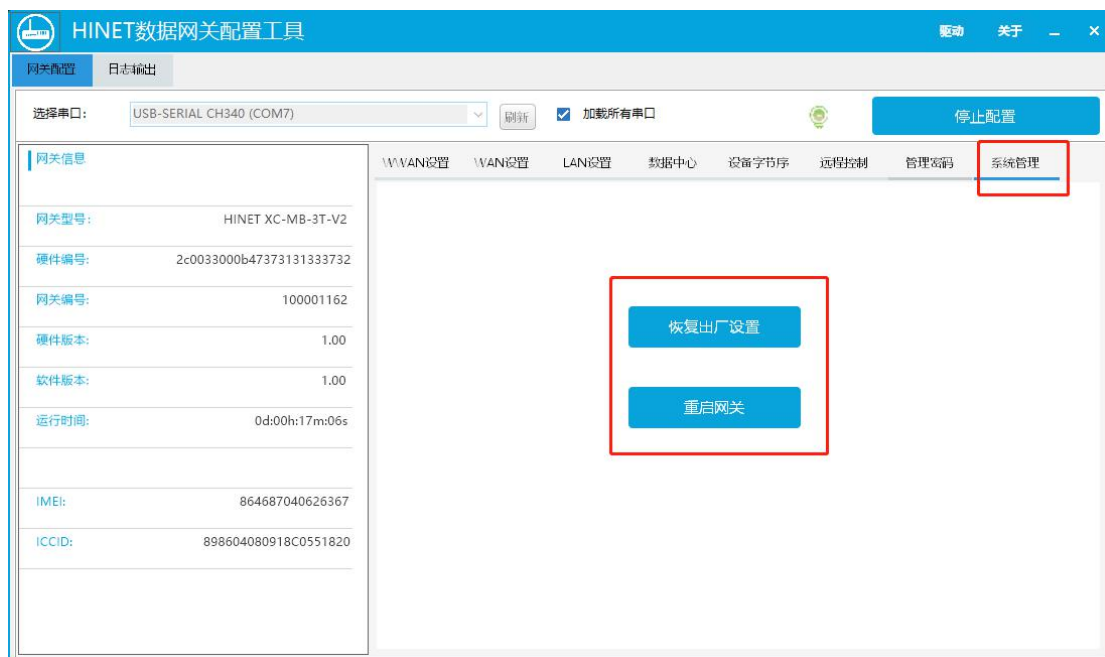 HINET数据网关配置工具
驱动 关于
网关配置 日志输出
选择串口: USB-SERIAL CH340 (COM7) 刷新 加载所有串口 停止配置
网关信息
WWAN设置 WAN设置 LAN设置 数据中心 设备字节序 远程控制 管理密码 系统管理
网关型号: HINET XC-MB-3T-V2
硬件编号: 2c0033000b47373131333732
网关编号: 100001162
硬件版本: 1.00
软件版本: 1.00
运行时间: 0d:00h:17m:06s
恢复出厂设置
重启网关
IMEI: 864687040626367
ICCID: 898604080918C0551820